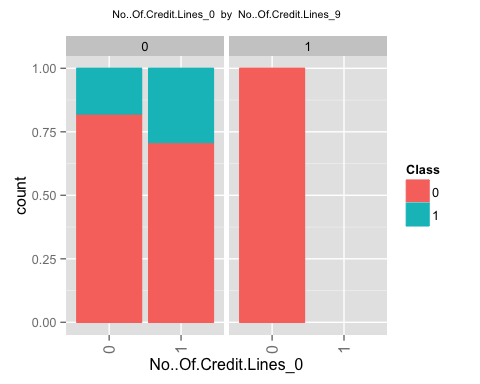 No..Of.Credit.Lines_0 by No..Of.Credit.Lines_9
0 1
1.00
0.75
0.50
0.25
0.00
count
0 1 0 1
No..Of.Credit.Lines_0
Class
0
1